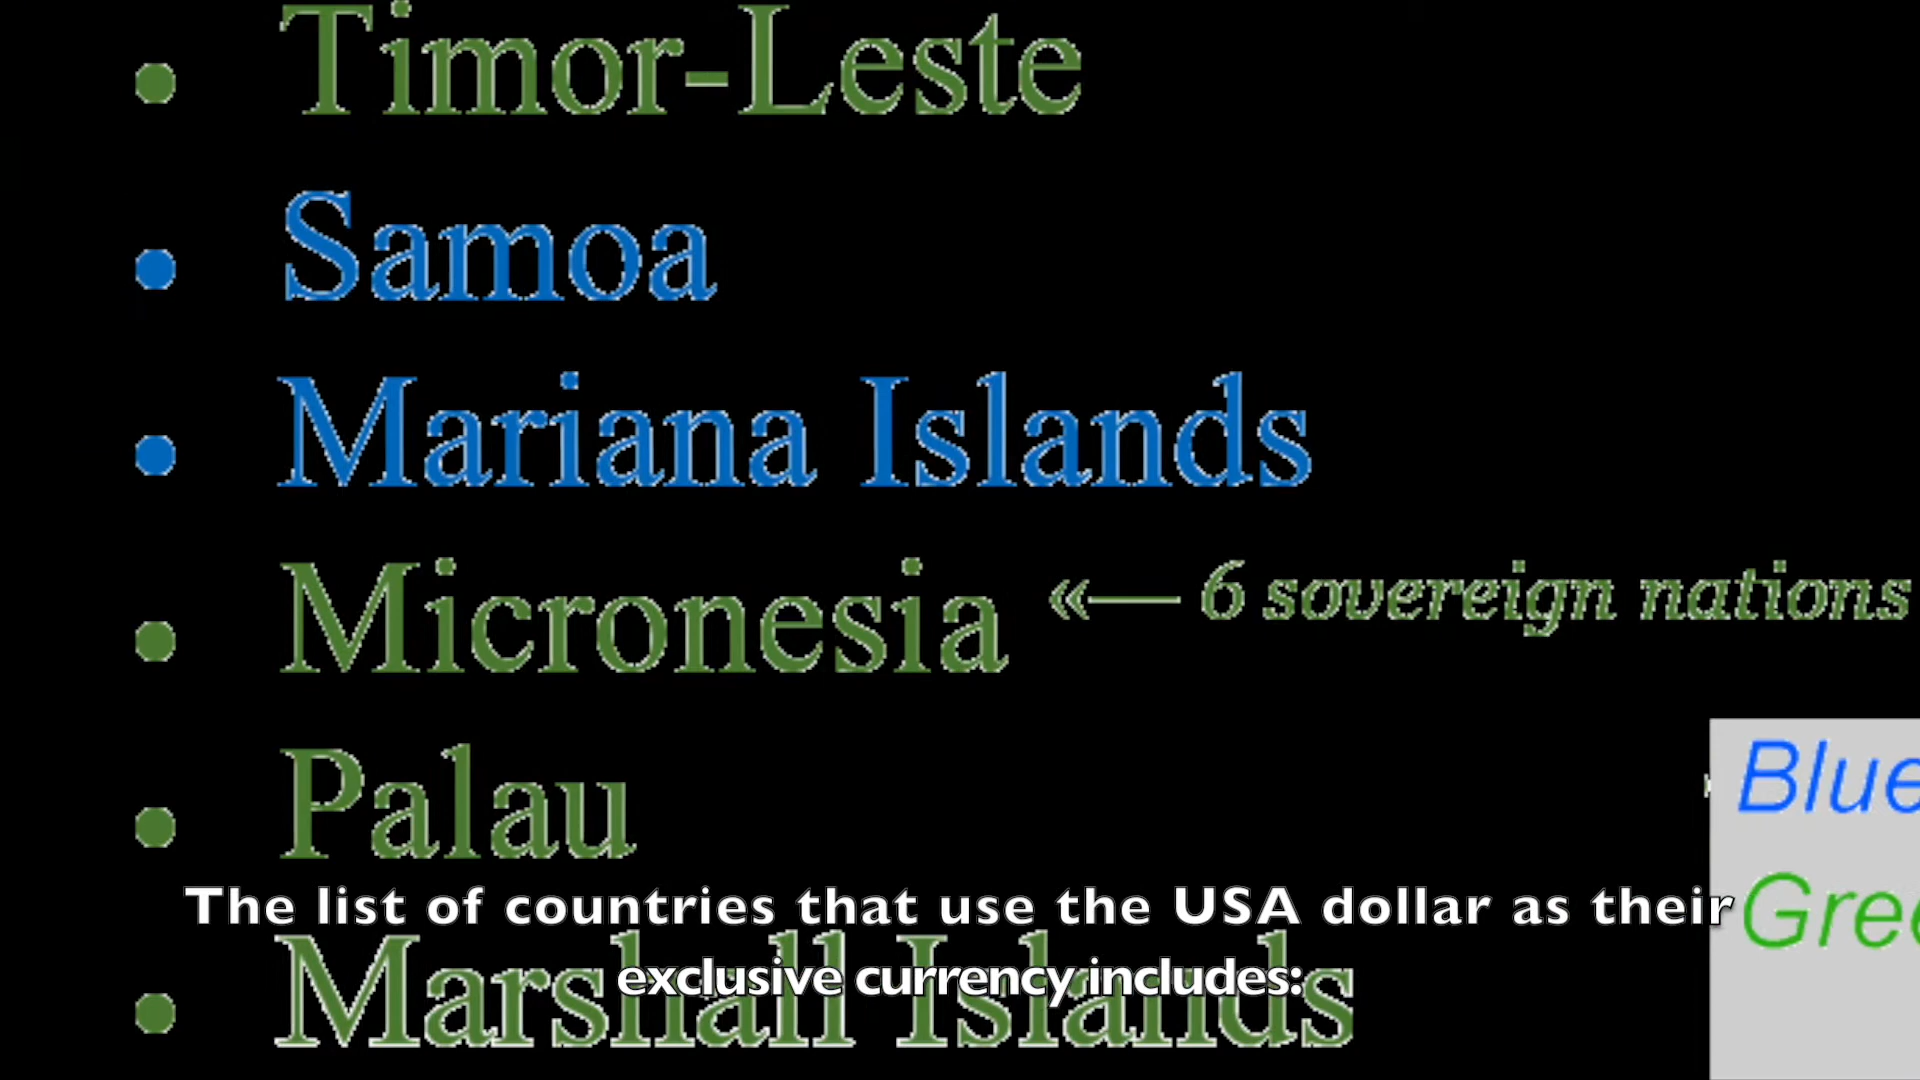 Timor-Leste
Samoa
Mariana Islands
Micronesia «— 6 sovereign nations
Palau
Blue
The list of countries that use the USA dollar as their
exclusive currency includes:
Marshall Islands